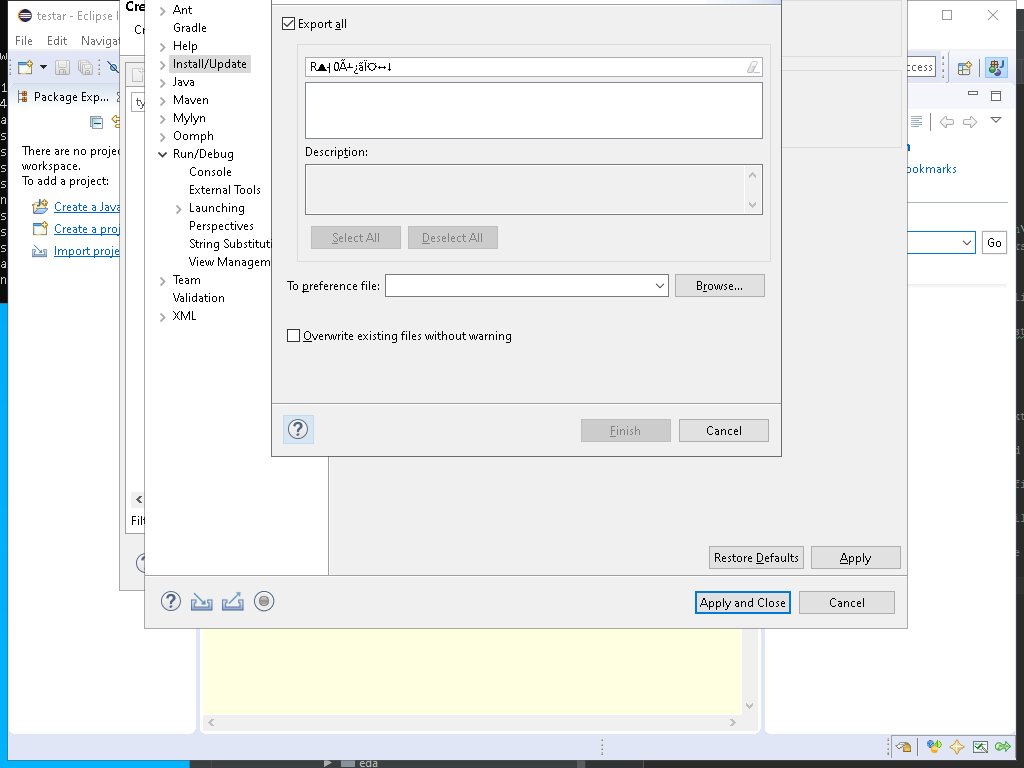 testar - Eclipse I
File Edit Navigat
Package Exp...
There are no projec
workspace.
To add a project:
Create a Java
Create a proj
Import proje
Cre
Cr
ty
Filt
Ant
Gradle
Help
Install/Update
Java
Maven
Mylyn
Oomph
Run/Debug
Console
External Tools
Launching
Perspectives
String Substitut
View Managem
Team
Validation
XML
Export all
Description:
Select All Deselect All
To preference file: Browse...
Overwrite existing files without warning
Finish Cancel
Restore Defaults Apply
Apply and Close Cancel
cess
ookmarks
Go
eda